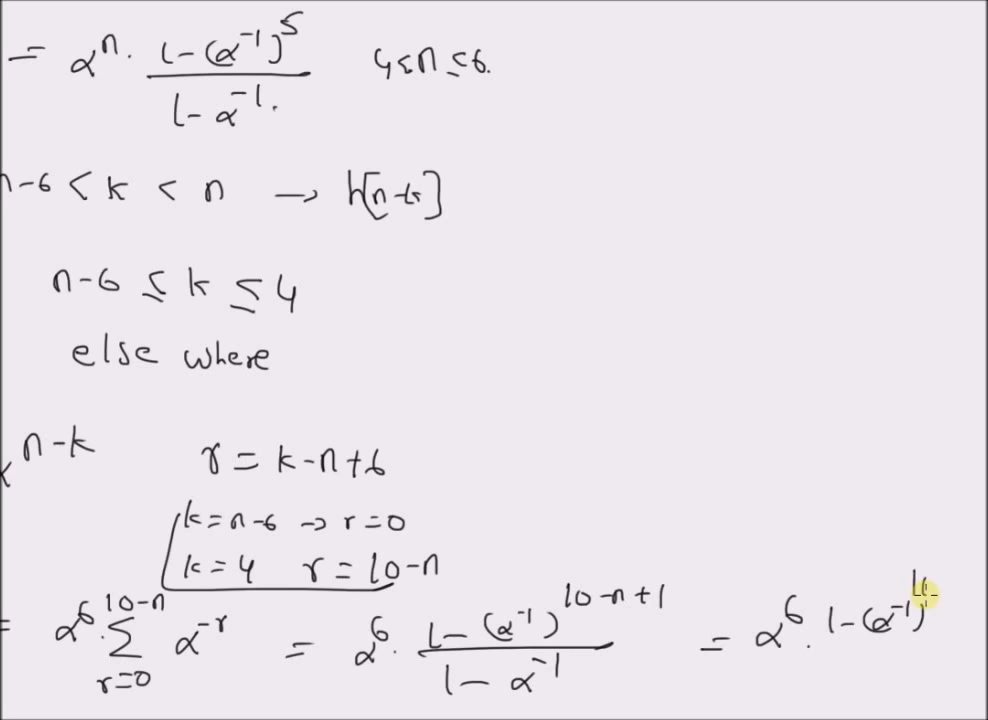 = α^n · (1-(α^-1)^5)/(1-α^-1) 4≤n≤6.
n-6 < k < n → h[n-k]
n-6 ≤ k ≤ 4
else where
n-k r = k-n+6
k=n-6 → r=0
k=4 r=10-n
= α^6 · Σ_{r=0}^{10-n} α^-r = α^6 · (1-(α^-1)^10-n+1)/(1-α^-1) = α^6 · 1-(α^-1)